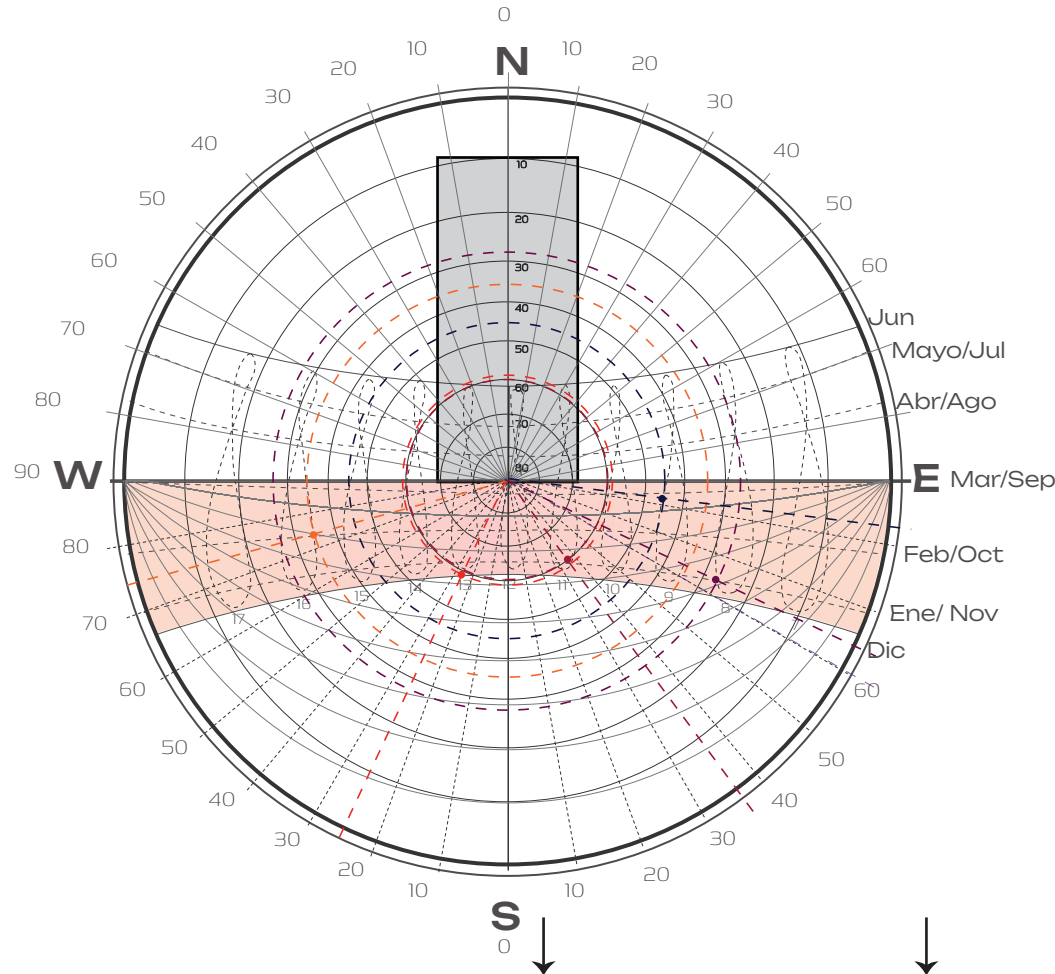 0
10 N 10
20 20
30 30
40 40
50 50
60 60
70 Jun
Mayo/Jul
80 Abr/Ago
90 W E Mar/Sep
10
20
30
40
50
60
70
80
80 Feb/Oct
17 16 15 14 13 12 11 10 9 8
70 Ene/ Nov
Dic
60 60
50 50
40 40
30 30
20 20
10 10
S
0